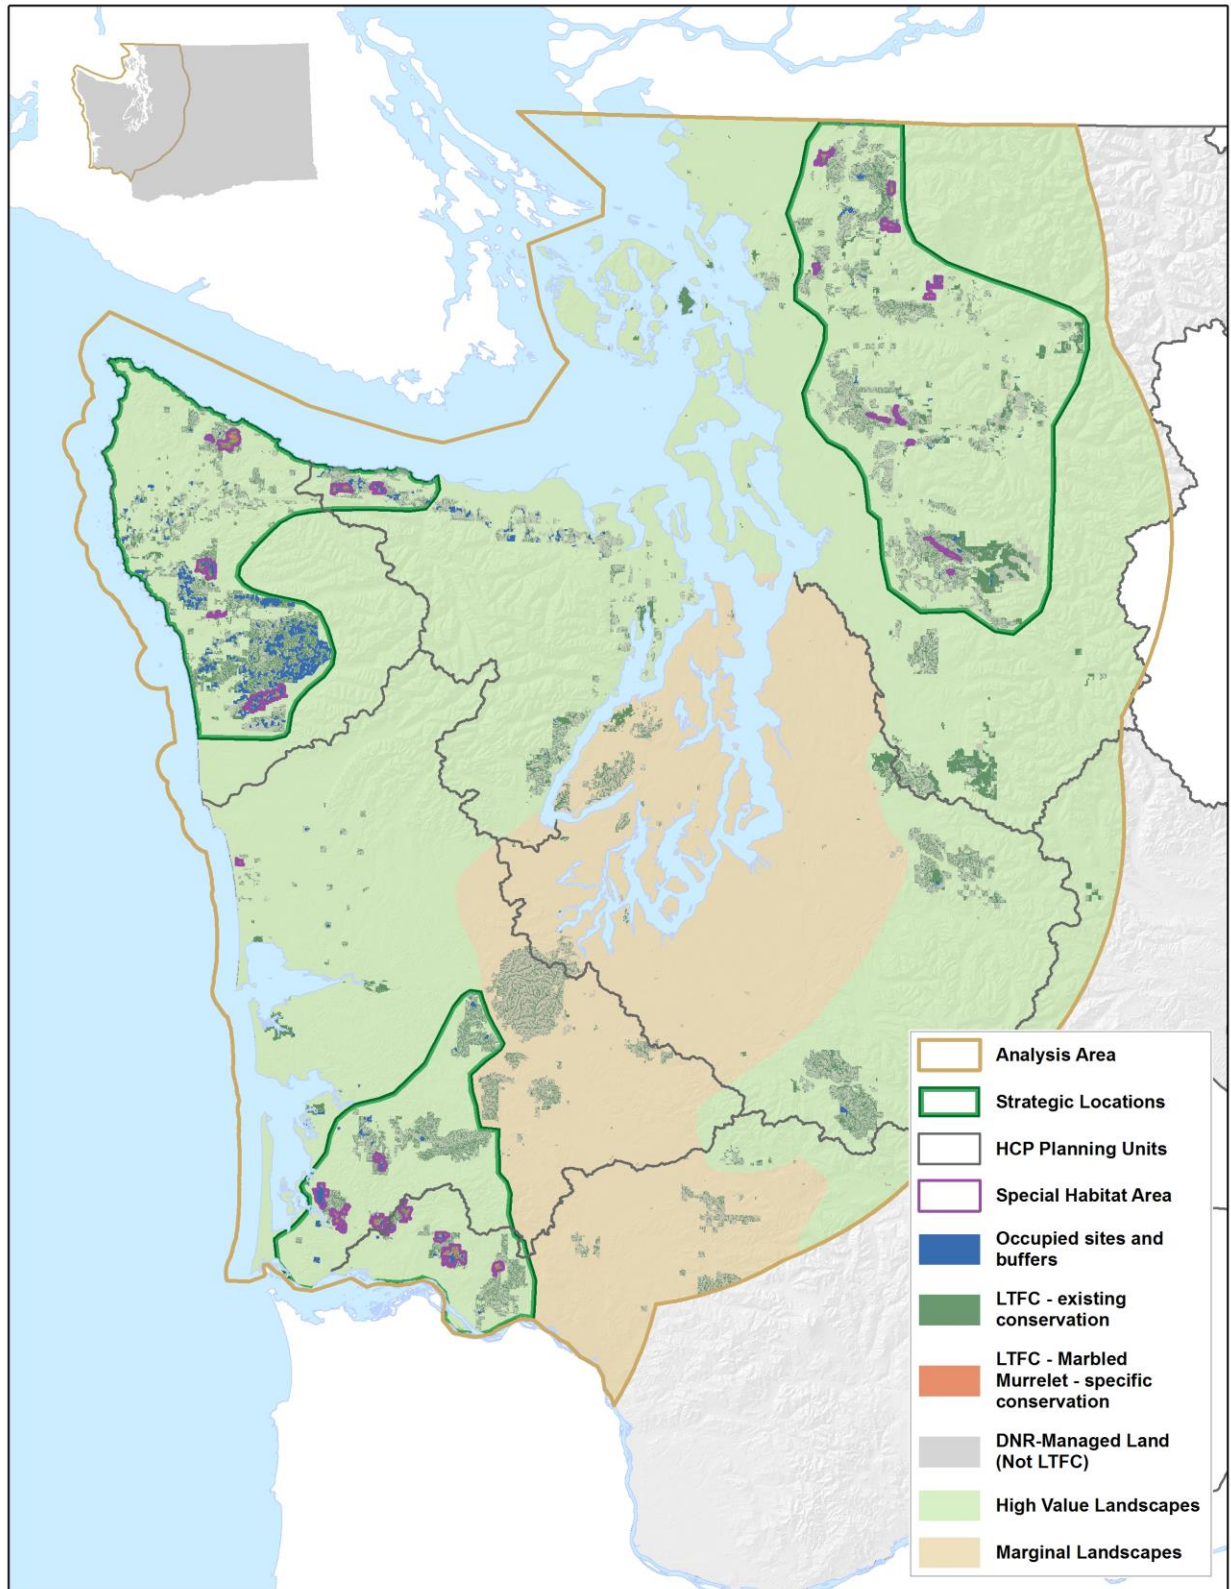 Analysis Area
Strategic Locations
HCP Planning Units
Special Habitat Area
Occupied sites and
buffers
LTFC - existing
conservation
LTFC - Marbled
Murrelet - specific
conservation
DNR-Managed Land
(Not LTFC)
High Value Landscapes
Marginal Landscapes